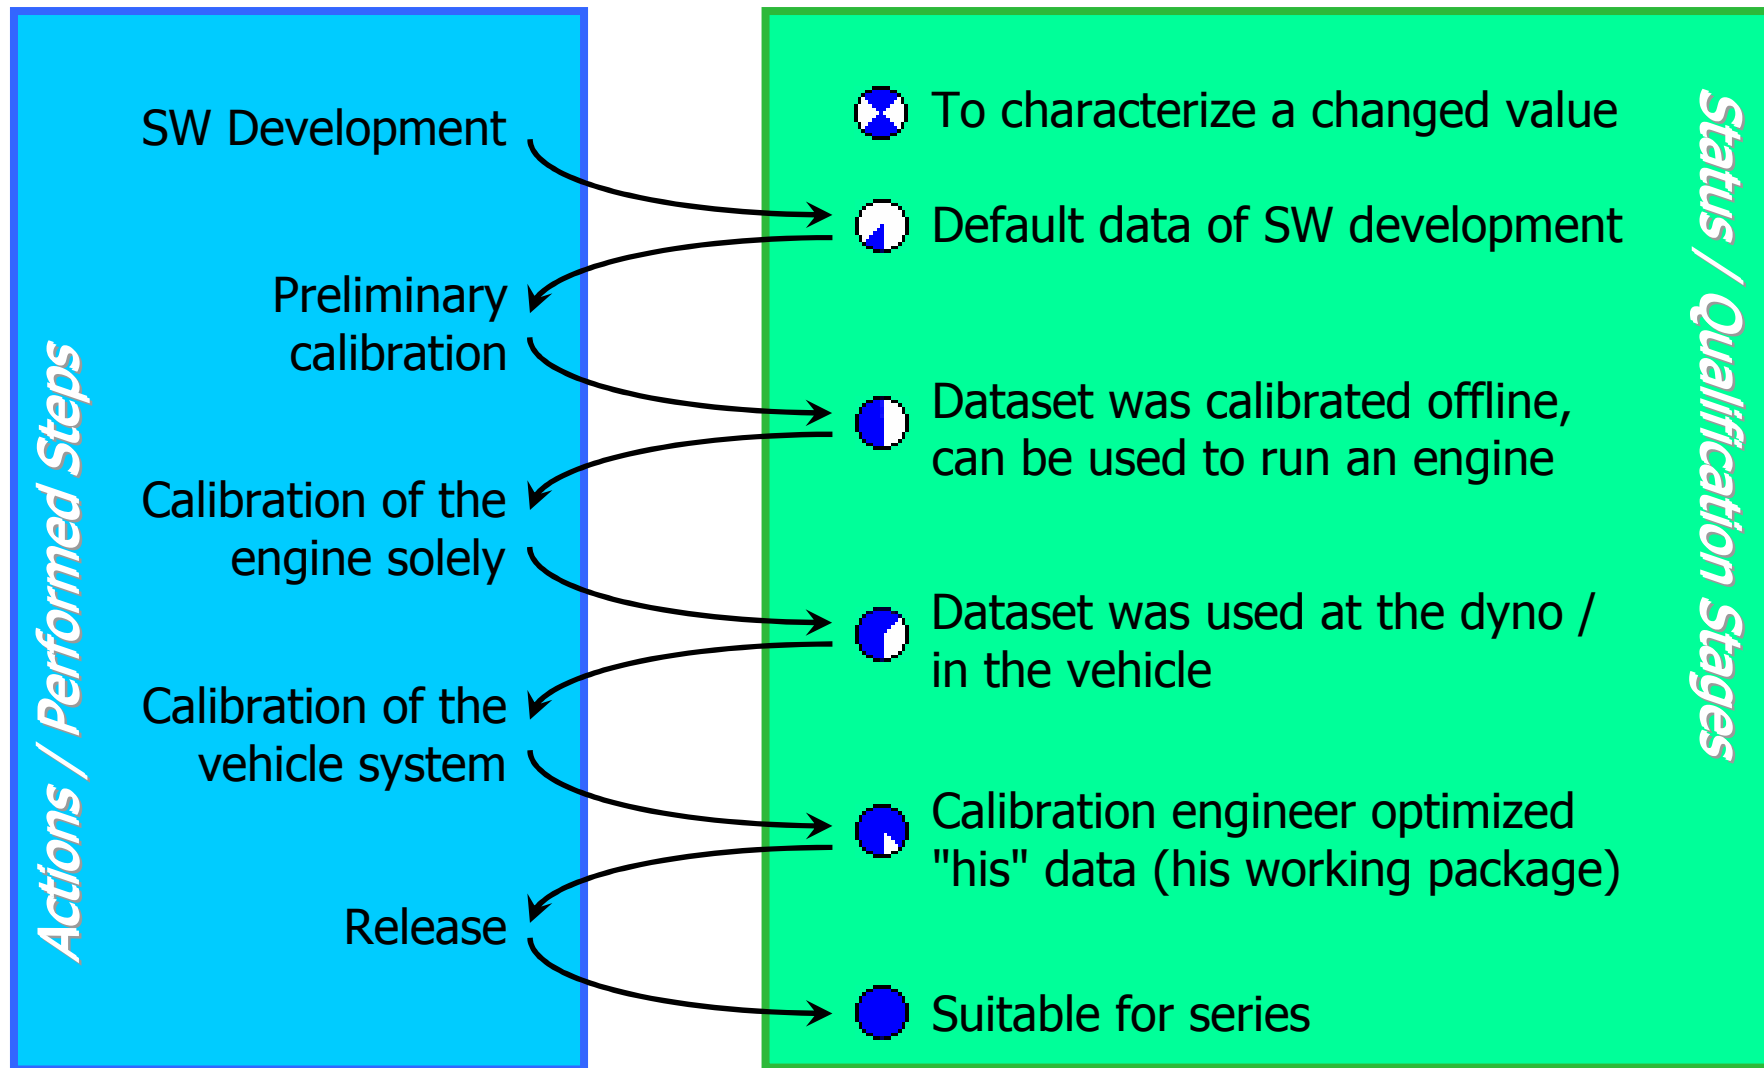 Actions / Performed Steps
SW Development
Preliminary
calibration
Calibration of the
engine solely
Calibration of the
vehicle system
Release
To characterize a changed value
Default data of SW development
Dataset was calibrated offline,
can be used to run an engine
Dataset was used at the dyno /
in the vehicle
Calibration engineer optimized
"his" data (his working package)
Suitable for series
Status / Qualification Stages